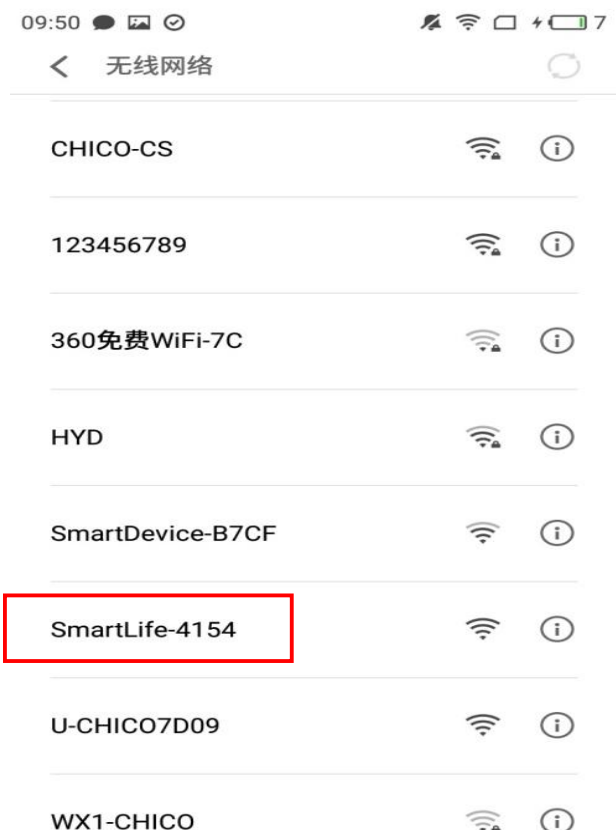 09:50 7
无线网络
CHICO-CS
123456789
360免费WiFi-7C
HYD
SmartDevice-B7CF
SmartLife-4154
U-CHICO7D09
WX1-CHICO